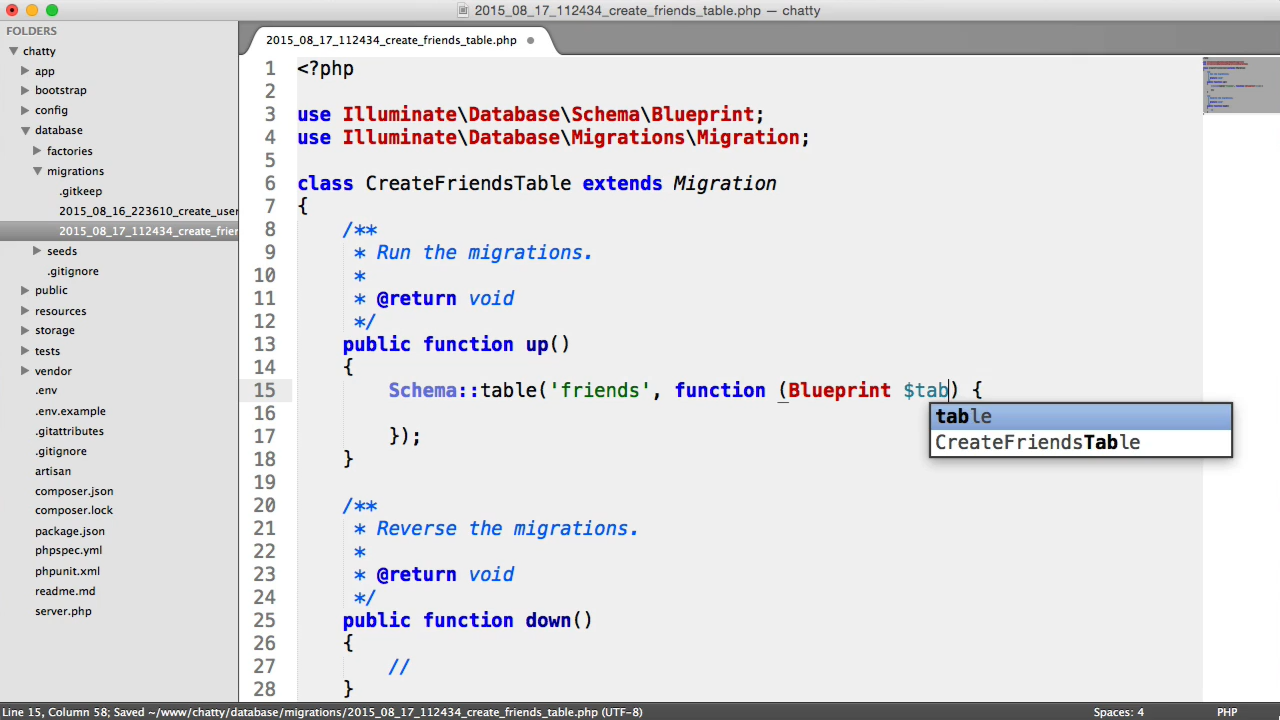 2015_08_17_112434_create_friends_table.php — chatty
FOLDERS
chatty
app
bootstrap
config
database
factories
migrations
.gitkeep
2015_08_16_223610_create_user
2015_08_17_112434_create_frier
seeds
.gitignore
public
resources
storage
tests
vendor
.env
.env.example
.gitattributes
.gitignore
artisan
composer.json
composer.lock
package.json
phpspec.yml
phpunit.xml
readme.md
server.php
2015_08_17_112434_create_friends_table.php
1 <?php
2
3 use Illuminate\Database\Schema\Blueprint;
4 use Illuminate\Database\Migrations\Migration;
5
6 class CreateFriendsTable extends Migration
7 {
8 /**
9 * Run the migrations.
10 *
11 * @return void
12 */
13 public function up()
14 {
15 Schema::table('friends', function (Blueprint $tab) {
16
17 });
18 }
19
20 /**
21 * Reverse the migrations.
22 *
23 * @return void
24 */
25 public function down()
26 {
27 //
28 }
table
CreateFriendsTable
Line 15, Column 58; Saved ~/www/chatty/database/migrations/2015_08_17_112434_create_friends_table.php (UTF-8)
Spaces: 4
PHP